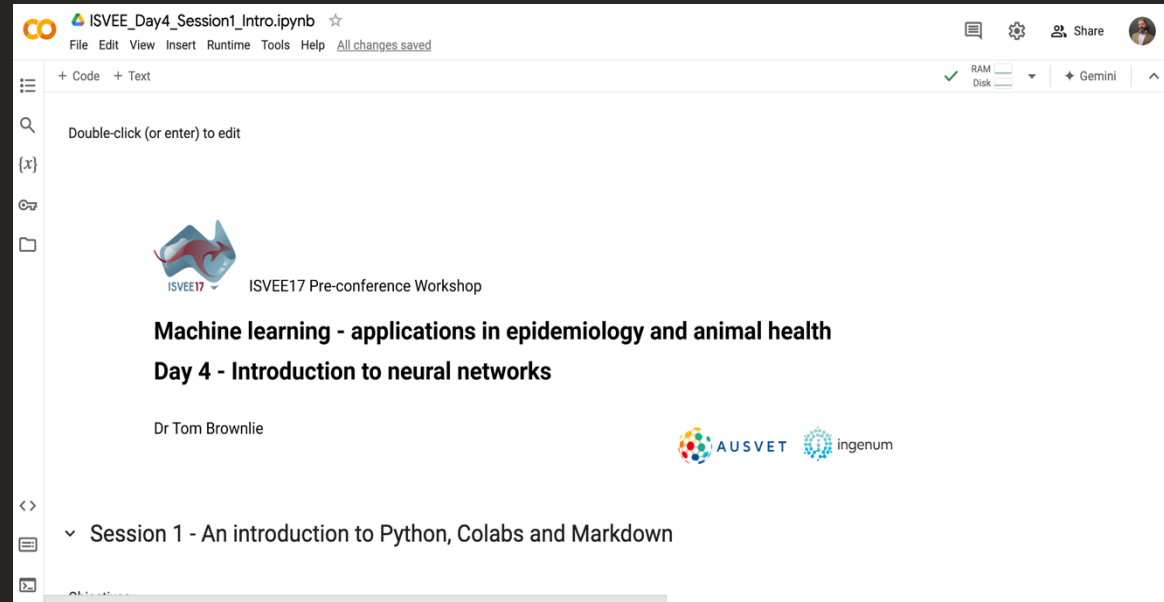 ISVEE_Day4_Session1_Intro.ipynb
File Edit View Insert Runtime Tools Help All changes saved
Share
+ Code + Text
RAM
Disk
Gemini
Double-click (or enter) to edit
{x}
ISVEE17
ISVEE17 Pre-conference Workshop
Machine learning - applications in epidemiology and animal health
Day 4 - Introduction to neural networks
Dr Tom Brownlie
AUSVET
ingenum
Session 1 - An introduction to Python, Colabs and Markdown